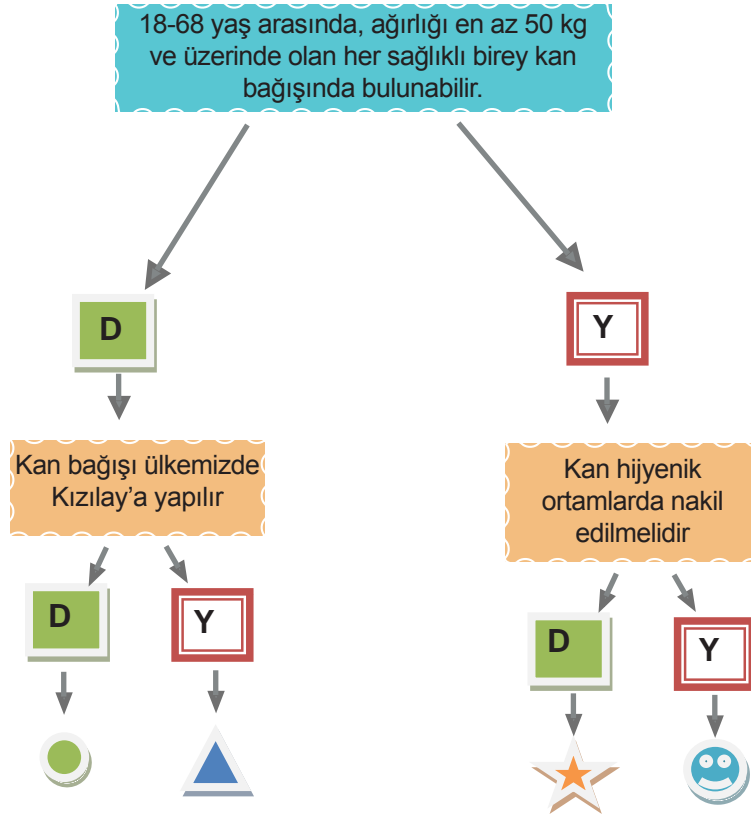 18-68 yaş arasında, ağırlığı en az 50 kg
ve üzerinde olan her sağlıklı birey kan
bağışında bulunabilir.
D
Y
Kan bağışı ülkemizde
Kızılay’a yapılır
Kan hijyenik
ortamlarda nakil
edilmelidir
D
Y
D
Y